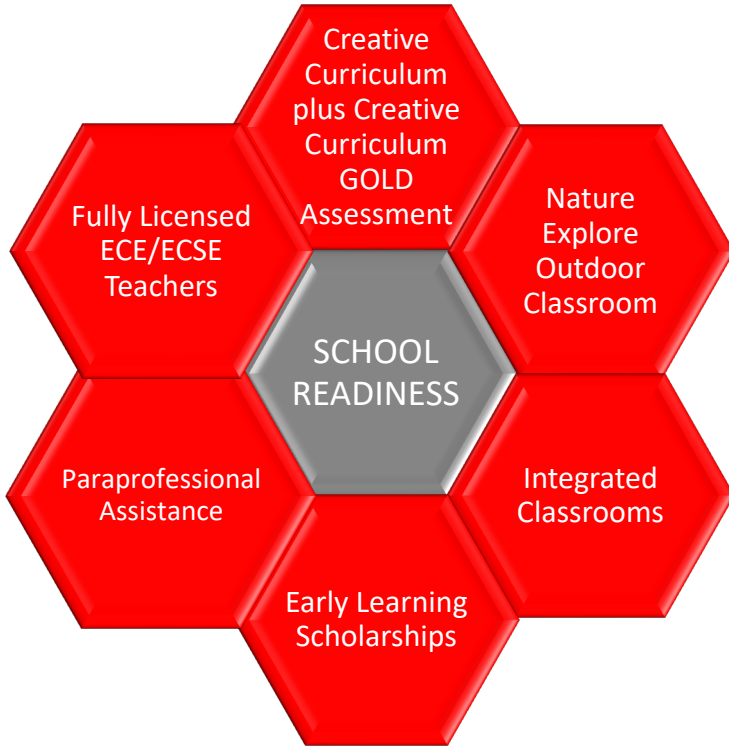 Creative
Curriculum
plus Creative
Curriculum
GOLD
Assessment
Fully Licensed
ECE/ECSE
Teachers
Nature
Explore
Outdoor
Classroom
SCHOOL
READINESS
Paraprofessional
Assistance
Integrated
Classrooms
Early Learning
Scholarships